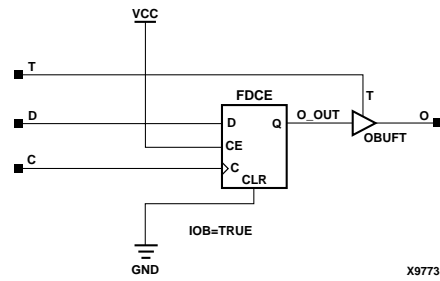 VCC
T
FDCE
T
D
D
Q
O_OUT
O
CE
OBUFT
C
C
CLR
IOB=TRUE
GND
X9773